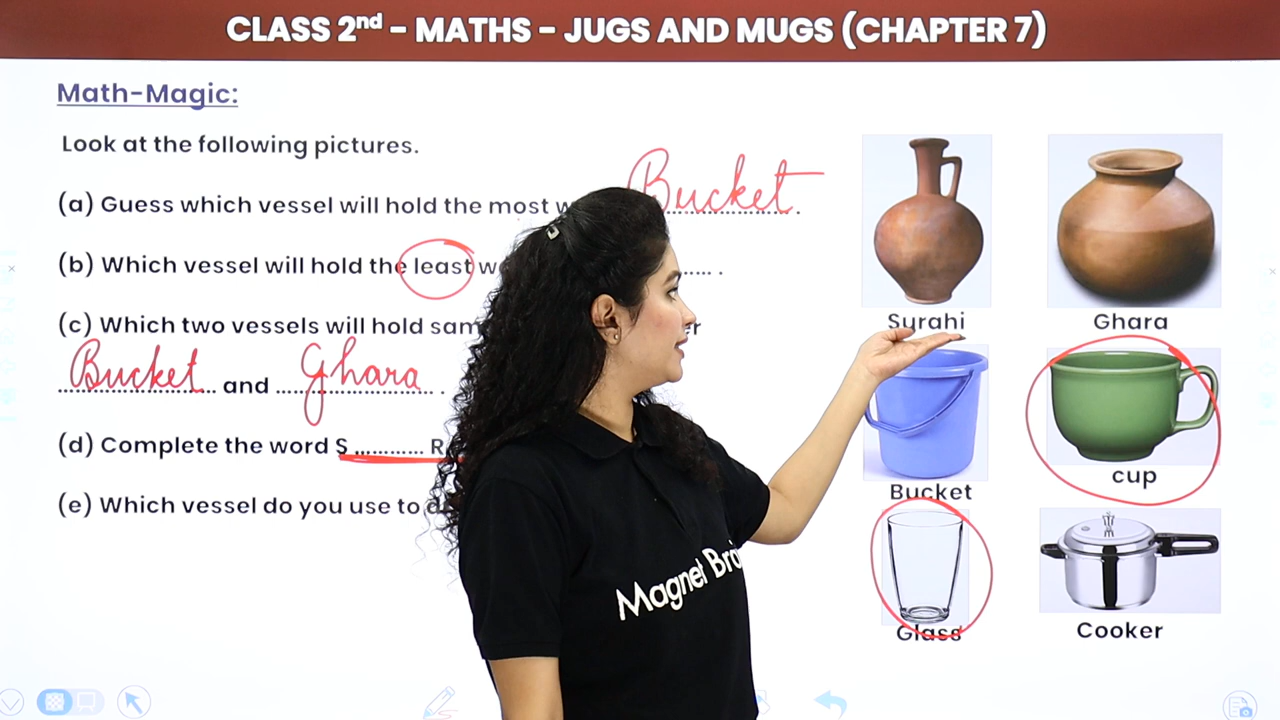 CLASS 2nd - MATHS - JUGS AND MUGS (CHAPTER 7)
Math-Magic:
Look at the following pictures.
(a) Guess which vessel will hold the most Bucket.
(b) Which vessel will hold the least .
(c) Which two vessels will hold
Bucket and Ghara.
(d) Complete the word S ............ R
(e) Which vessel do you use to
Surahi
Ghara
Bucket
cup
Glass
Cooker
Magnet